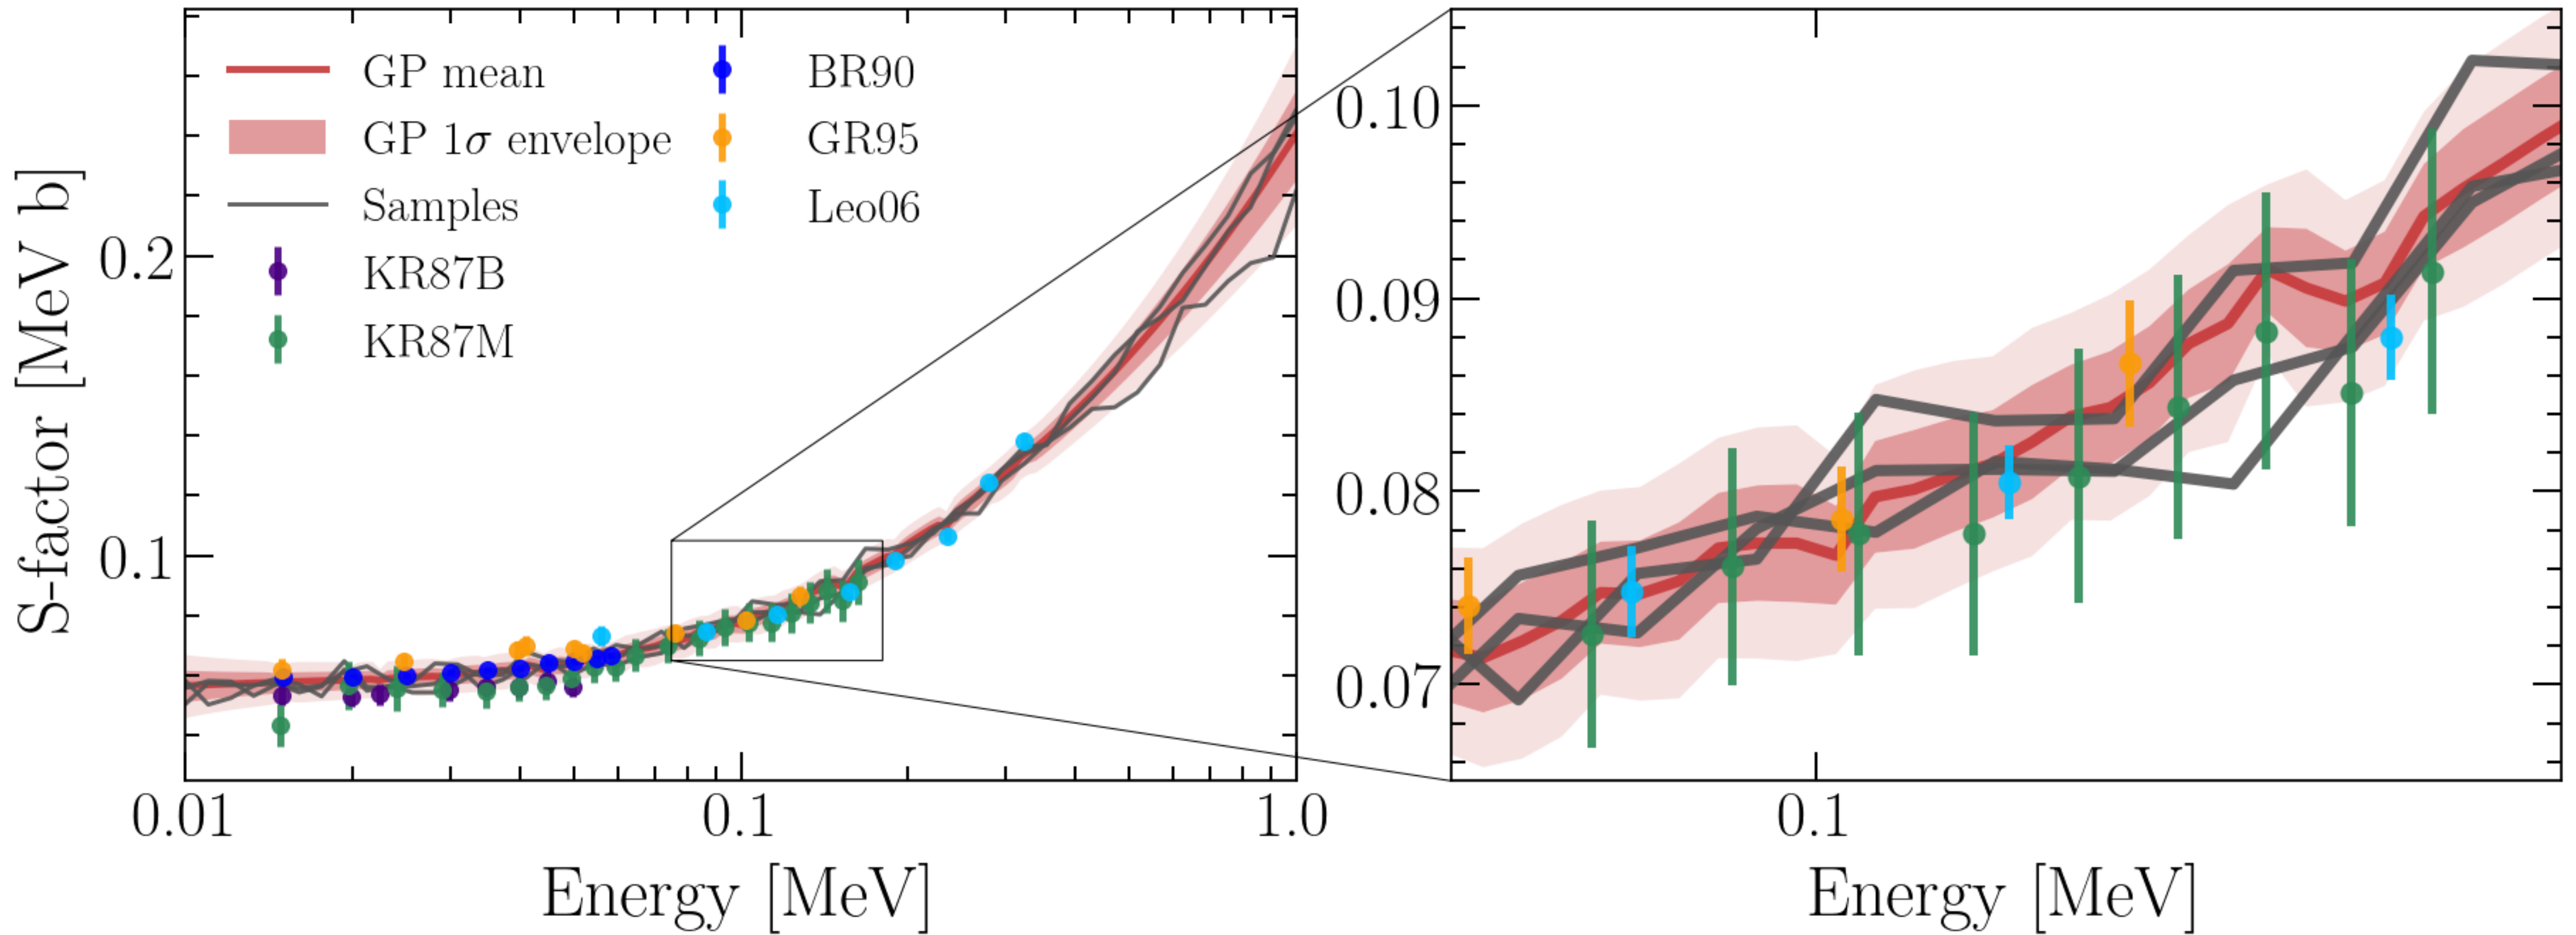 GP mean
GP 1σ envelope
Samples
KR87B
KR87M
BR90
GR95
Leo06
S-factor [MeV b]
0.2
0.1
0.01
0.1
1.0
Energy [MeV]
0.10
0.09
0.08
0.07
0.1
Energy [MeV]